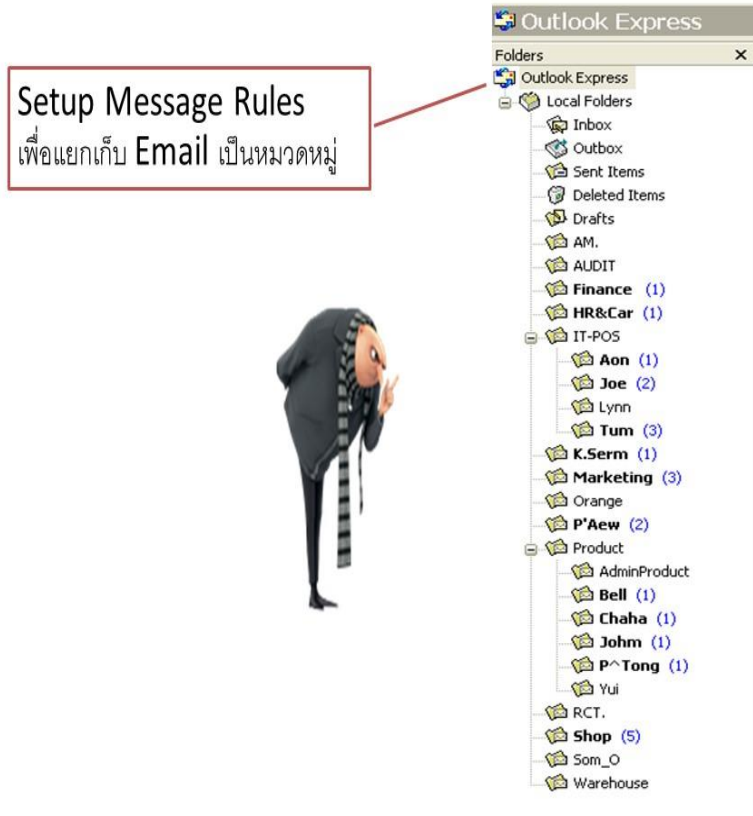 Outlook Express
Folders
Outlook Express
Setup Message Rules
เพื่อแยกเก็บ Email เป็นหมวดหมู่
Local Folders
Inbox
Outbox
Sent Items
Deleted Items
Drafts
AM.
AUDIT
Finance (1)
HR&Car (1)
IT-POS
Aon (1)
Joe (2)
Lynn
Tum (3)
K.Serm (1)
Marketing (3)
Orange
P'Aew (2)
Product
AdminProduct
Bell (1)
Chaha (1)
Johm (1)
P^Tong (1)
Yui
RCT.
Shop (5)
Som_O
Warehouse